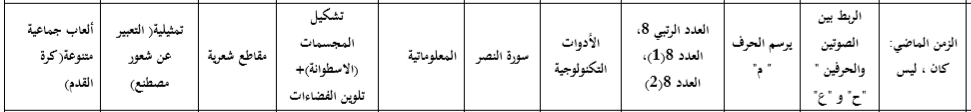 الزمن الماضي:
كان ، ليس
الربط بين
الصوتين
والحرفين "
"ح" و "ع"
يرسم الحرف
" م"
العدد الرتبي 8،
العدد 8(1)،
العدد 8(2)
الأدوات
التكنولوجية
سورة النصر
المعلوماتية
تشكيل
المجسمات
(الاسطوانة)+
تلوين الفضاءات
مقاطع شعرية
تمثيلية( التعبير
عن شعور
مصطنع)
ألعاب جماعية
متنوعة(كرة
القدم)